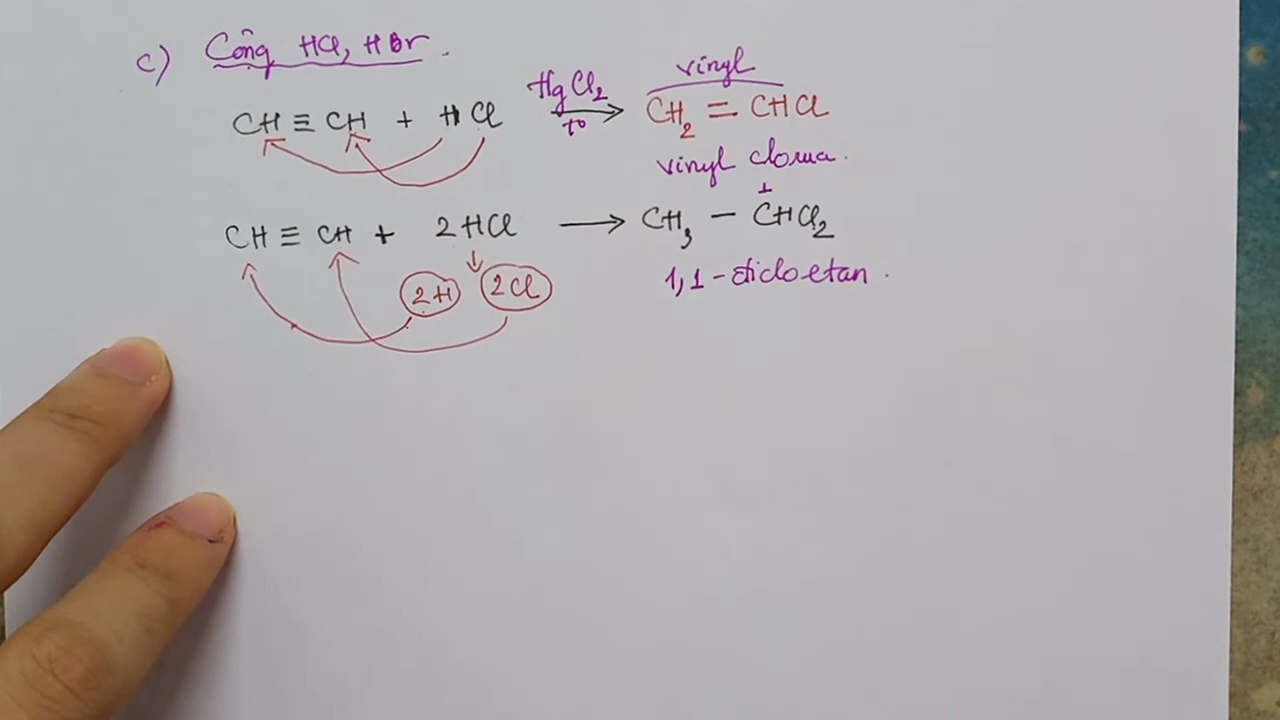 c) Cộng HCl, HBr.
CH ≡ CH + HCl HgCl₂ t° → CH₂ = CHCl
vinyl
vinyl clorua.
CH ≡ CH + 2HCl → CH₃ – CHCl₂
1
2H 2Cl
1,1-dicloetan.